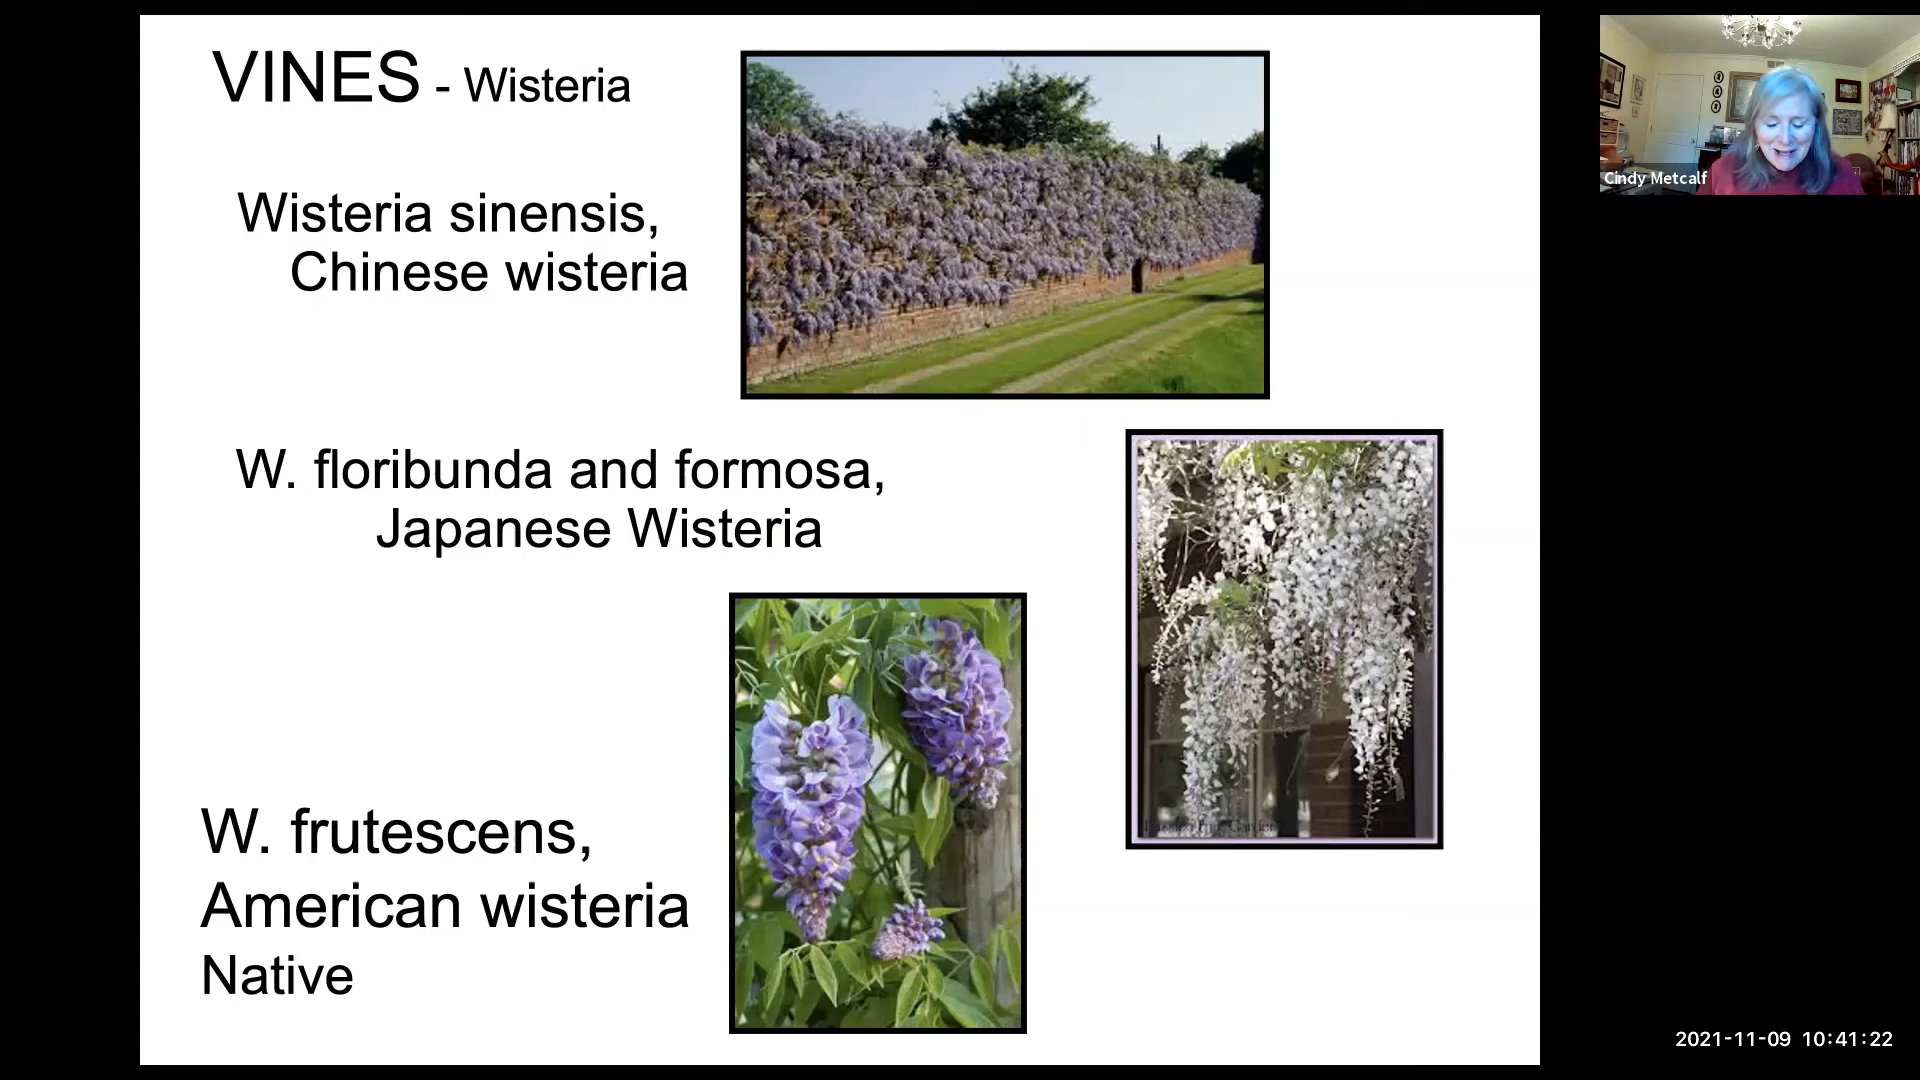 VINES - Wisteria
Wisteria sinensis,
Chinese wisteria
W. floribunda and formosa,
Japanese Wisteria
W. frutescens,
American wisteria
Native
Cindy Metcalf
2021-11-09 10:41:22